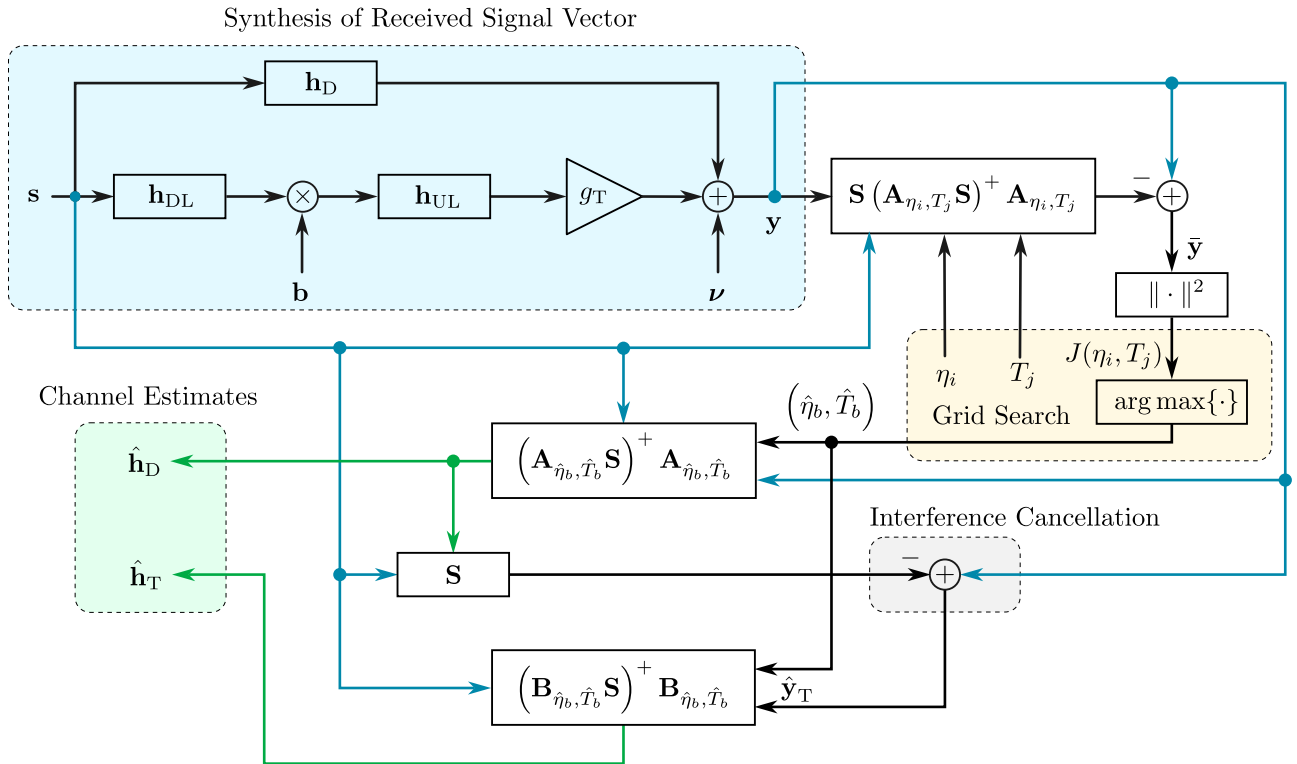 Synthesis of Received Signal Vector
h_D
s
h_DL
×
h_UL
g_T
+
y
b
ν
S (A_{η_i,T_j} S)^+ A_{η_i,T_j}
−
+
ȳ
‖ · ‖²
J(η_i, T_j)
η_i
T_j
arg max{·}
Grid Search
Channel Estimates
(η̂_b, T̂_b)
ĥ_D
(A_{η̂_b,T̂_b} S)^+ A_{η̂_b,T̂_b}
Interference Cancellation
ĥ_T
S
−
+
(B_{η̂_b,T̂_b} S)^+ B_{η̂_b,T̂_b}
ŷ_T